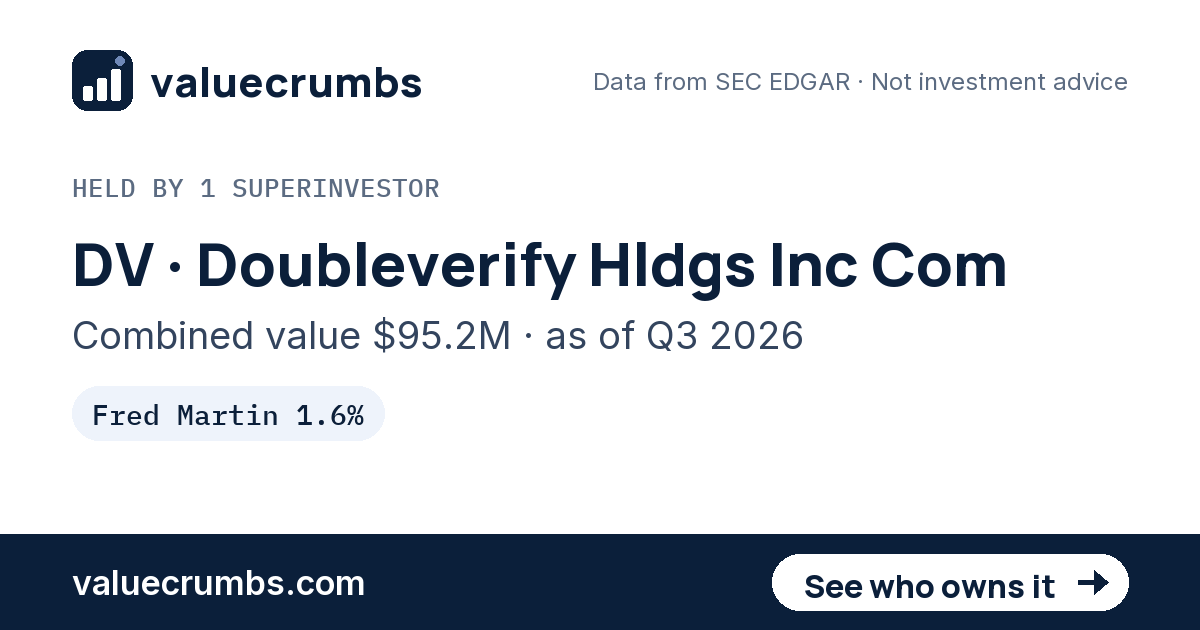 valuecrumbs
Data from SEC EDGAR · Not investment advice
HELD BY 1 SUPERINVESTOR
DV · Doubleverify Hldgs Inc Com
Combined value $95.2M · as of Q3 2026
Fred Martin 1.6%
valuecrumbs.com
See who owns it →